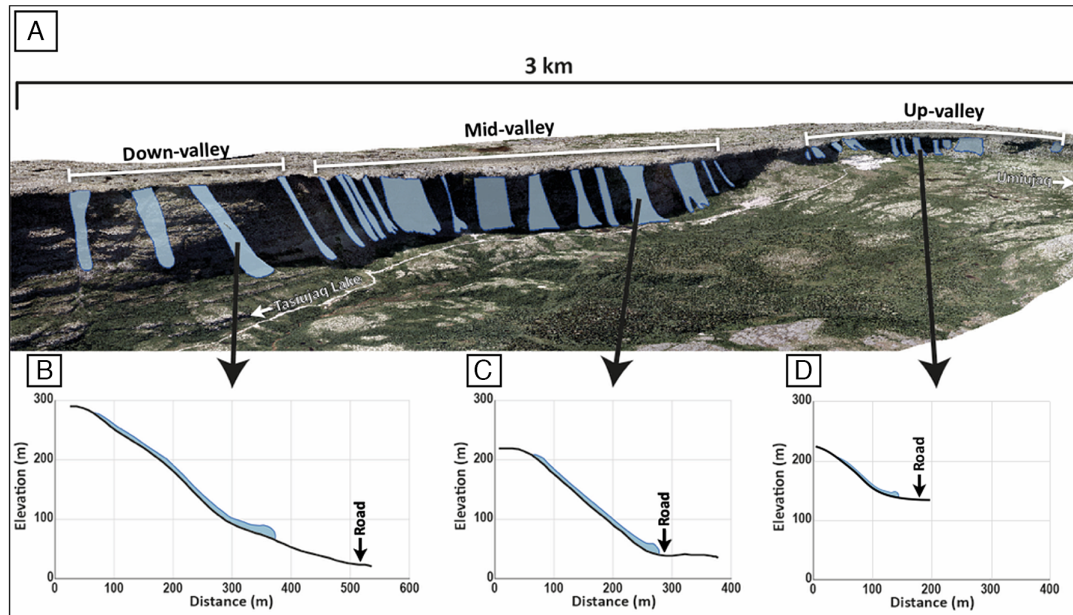 A
3 km
Down-valley
Mid-valley
Up-valley
Umiujaq
Tasiujaq Lake
B
300
200
100
0
Elevation (m)
Road
0 100 200 300 400 500 600
Distance (m)
C
300
200
100
0
Elevation (m)
Road
0 100 200 300 400
Distance (m)
D
300
200
100
0
Elevation (m)
Road
0 100 200 300 400
Distance (m)